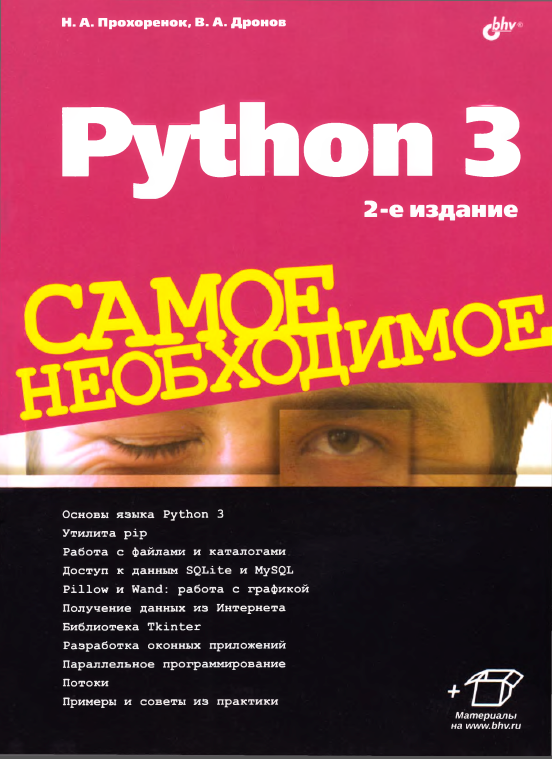 Н. А. Прохоренок, В. А. Дронов
bhv®
Python 3
2-е издание
САМОЕ
НЕОБХОДИМОЕ
Основы языка Python 3
Утилита pip
Работа с файлами и каталогами
Доступ к данным SQLite и MySQL
Pillow и Wand: работа с графикой
Получение данных из Интернета
Библиотека Tkinter
Разработка оконных приложений
Параллельное программирование
Потоки
Примеры и советы из практики
+
Материалы
на www.bhv.ru